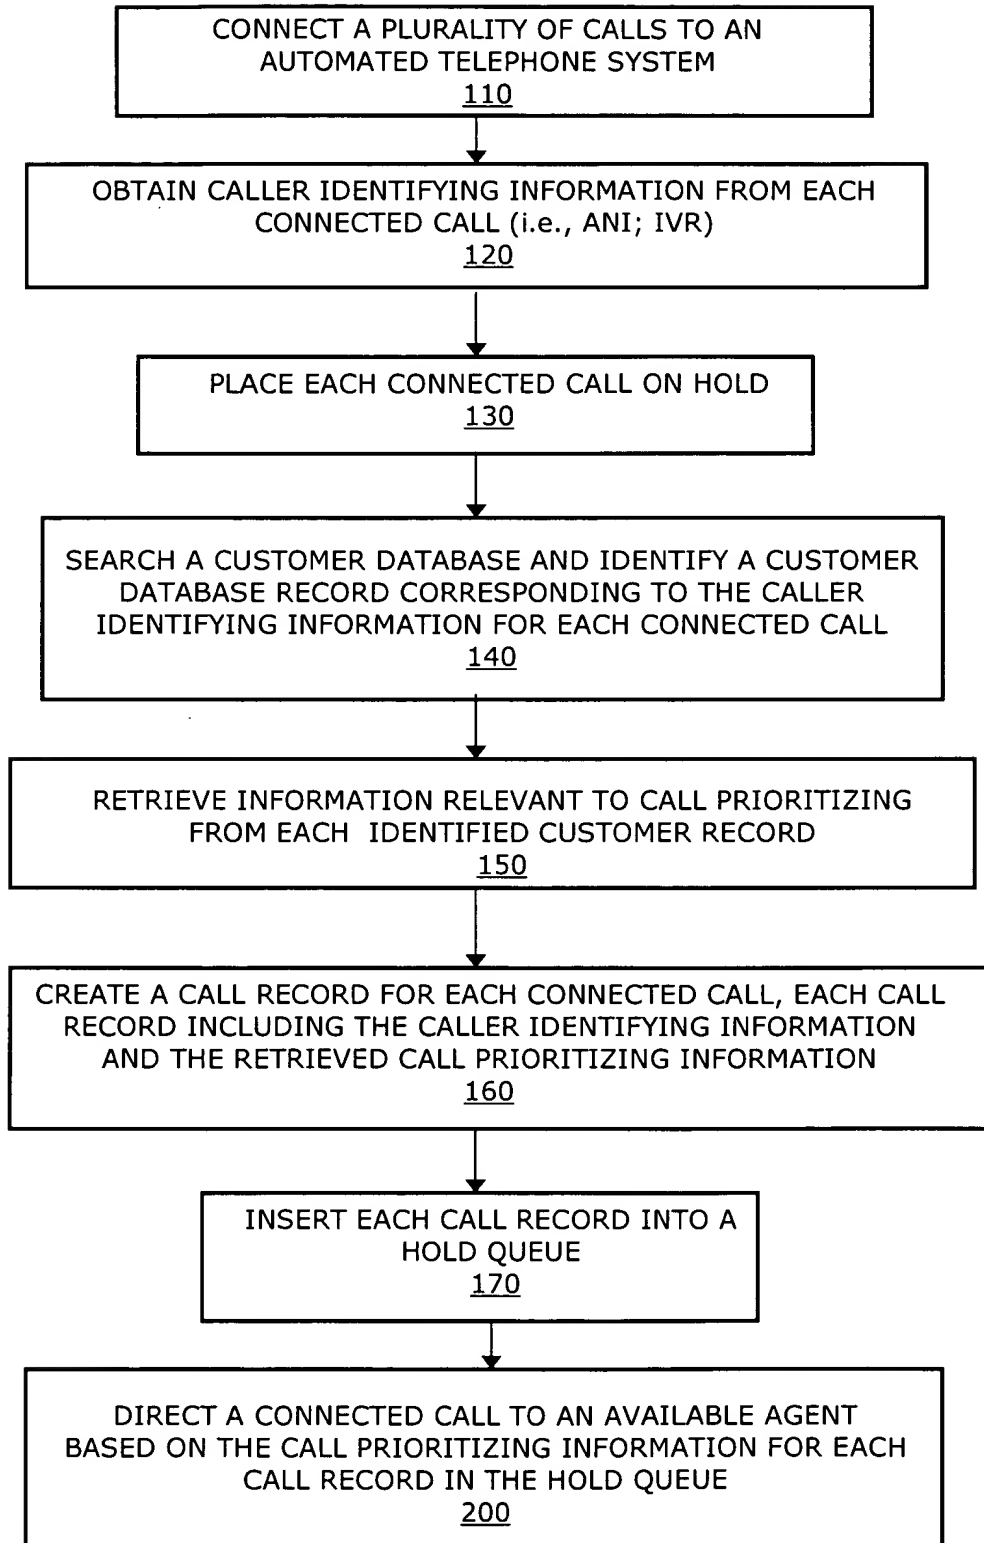 CONNECT A PLURALITY OF CALLS TO AN
AUTOMATED TELEPHONE SYSTEM
110
OBTAIN CALLER IDENTIFYING INFORMATION FROM EACH
CONNECTED CALL (i.e., ANI; IVR)
120
PLACE EACH CONNECTED CALL ON HOLD
130
SEARCH A CUSTOMER DATABASE AND IDENTIFY A CUSTOMER
DATABASE RECORD CORRESPONDING TO THE CALLER
IDENTIFYING INFORMATION FOR EACH CONNECTED CALL
140
RETRIEVE INFORMATION RELEVANT TO CALL PRIORITIZING
FROM EACH IDENTIFIED CUSTOMER RECORD
150
CREATE A CALL RECORD FOR EACH CONNECTED CALL, EACH CALL
RECORD INCLUDING THE CALLER IDENTIFYING INFORMATION
AND THE RETRIEVED CALL PRIORITIZING INFORMATION
160
INSERT EACH CALL RECORD INTO A
HOLD QUEUE
170
DIRECT A CONNECTED CALL TO AN AVAILABLE AGENT
BASED ON THE CALL PRIORITIZING INFORMATION FOR EACH
CALL RECORD IN THE HOLD QUEUE
200